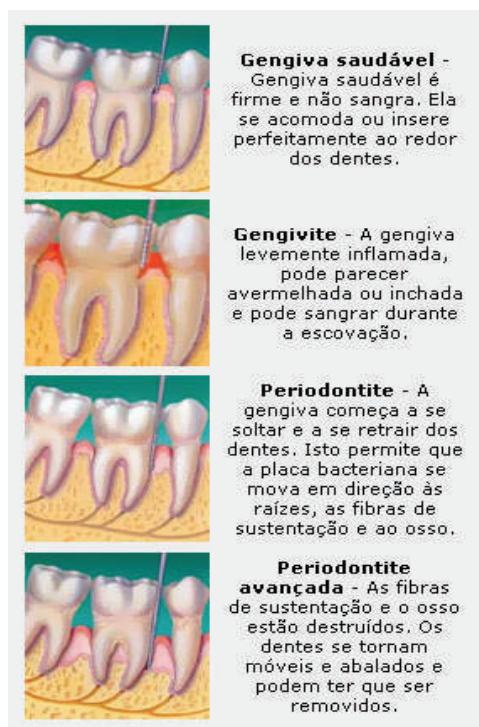 Gengiva saudável -
Gengiva saudável é
firme e não sangra. Ela
se acomoda ou insere
perfeitamente ao redor
dos dentes.
Gengivite - A gengiva
levemente inflamada,
pode parecer
avermelhada ou inchada
e pode sangrar durante
a escovação.
Periodontite - A
gengiva começa a se
soltar e a se retrair dos
dentes. Isto permite que
a placa bacteriana se
mova em direção às
raízes, as fibras de
sustentação e ao osso.
Periodontite
avançada - As fibras
de sustentação e o osso
estão destruídos. Os
dentes se tornam
móveis e abalados e
podem ter que ser
removidos.